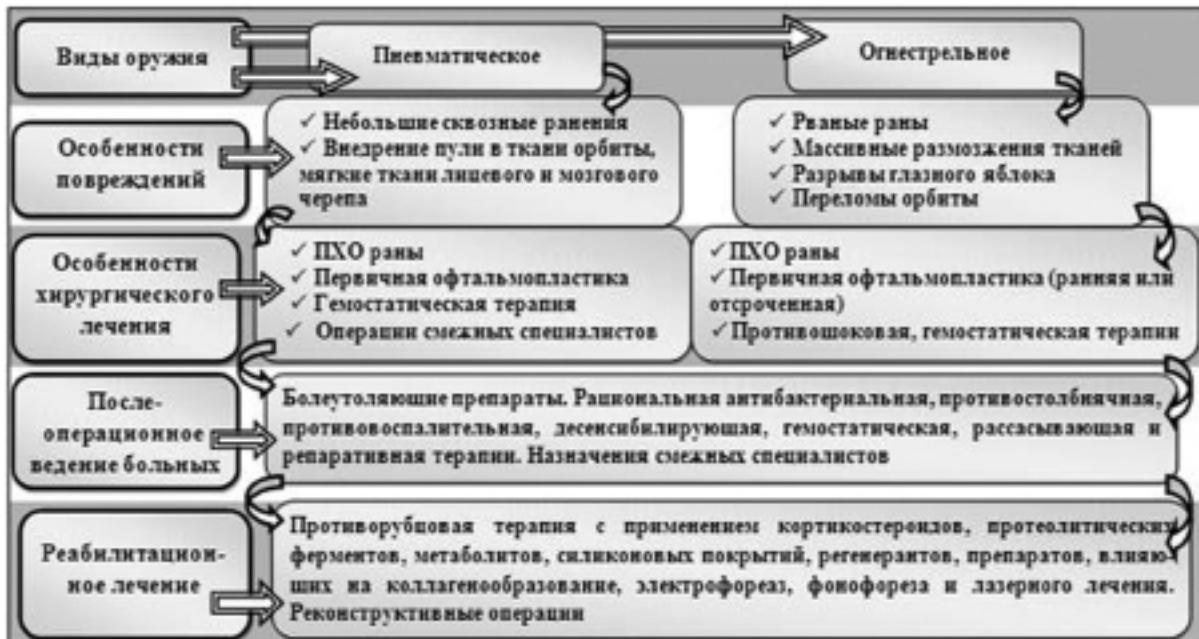 Виды оружия
Пневматическое
Огнестрельное
Особенности
повреждений
✓ Небольшие сквозные ранения
✓ Внедрение пули в ткани орбиты,
мягкие ткани лицевого и мозгового
черепа
✓ Рваные раны
✓ Массивные размозжения тканей
✓ Разрывы глазного яблока
✓ Переломы орбиты
Особенности
хирургического
лечения
✓ ПХО раны
✓ Первичная офтальмопластика
✓ Гемостатическая терапия
✓ Операции смежных специалистов
✓ ПХО раны
✓ Первичная офтальмопластика (ранняя или
отсроченная)
✓ Противошоковая, гемостатическая терапии
После-
операционное
ведение больных
Болеутоляющие препараты. Рациональная антибактериальная, противостолбнячная,
противовоспалительная, десенсибилирующая, гемостатическая, рассасывающая и
репаративная терапии. Назначения смежных специалистов
Реабилитацион-
ное лечение
Противорубцовая терапия с применением кортикостероидов, протеолитических
ферментов, метаболитов, силиконовых покрытий, регенерантов, препаратов, влияю-
ших на коллагенообразование, электрофореаз, фонофореза и лазерного лечения.
Реконструктивные операции